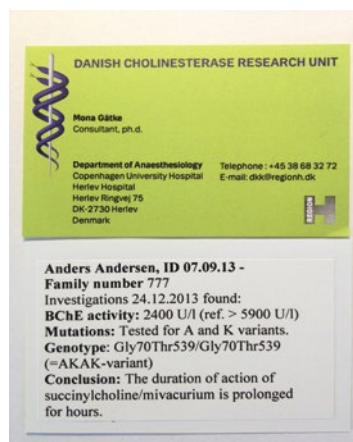 DANISH CHOLINESTERASE RESEARCH UNIT
Mona Gätke
Consultant, ph.d.
Department of Anaesthesiology
Copenhagen University Hospital
Herlev Hospital
Herlev Ringvej 75
DK-2730 Herlev
Denmark
Telephone : +45 38 68 32 72
E-mail: dkk@regionh.dk
REGION
Anders Andersen, ID 07.09.13 -
Family number 777
Investigations 24.12.2013 found:
BChE activity: 2400 U/l (ref. > 5900 U/l)
Mutations: Tested for A and K variants.
Genotype: Gly70Thr539/Gly70Thr539
(=AKAK-variant)
Conclusion: The duration of action of
succinylcholine/mivacurium is prolonged
for hours.